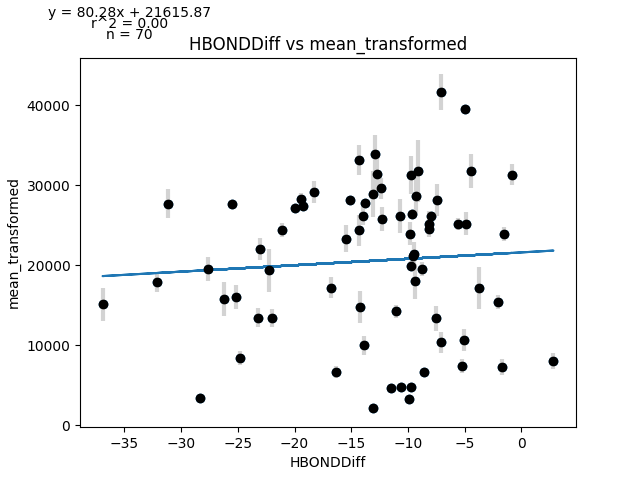 y = 80.28x + 21615.87
r^2 = 0.00
n = 70
HBONDDiff vs mean_transformed
mean_transformed
40000
30000
20000
10000
0
−35
−30
−25
−20
−15
−10
−5
0
HBONDDiff